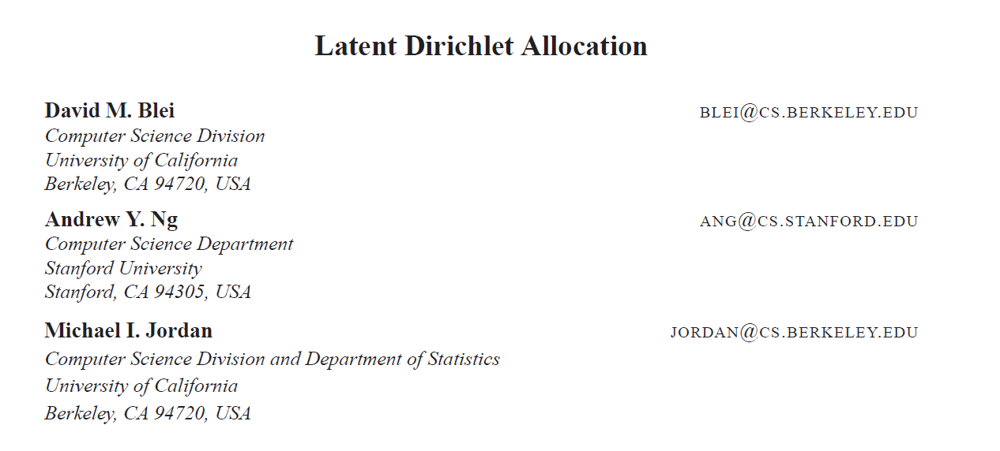 Latent Dirichlet Allocation
David M. Blei BLEI@CS.BERKELEY.EDU
Computer Science Division
University of California
Berkeley, CA 94720, USA
Andrew Y. Ng ANG@CS.STANFORD.EDU
Computer Science Department
Stanford University
Stanford, CA 94305, USA
Michael I. Jordan JORDAN@CS.BERKELEY.EDU
Computer Science Division and Department of Statistics
University of California
Berkeley, CA 94720, USA